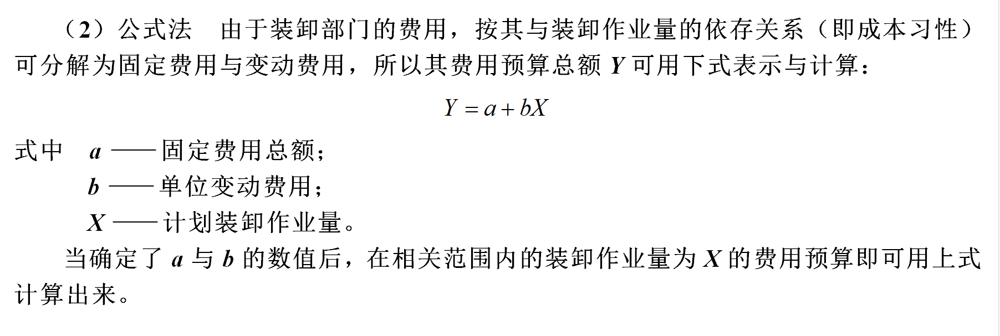 （2）公式法　由于装卸部门的费用，按其与装卸作业量的依存关系（即成本习性）
可分解为固定费用与变动费用，所以其费用预算总额 Y 可用下式表示与计算：
Y = a + bX
式中　a ——固定费用总额；
b ——单位变动费用；
X ——计划装卸作业量。
当确定了 a 与 b 的数值后，在相关范围内的装卸作业量为 X 的费用预算即可用上式
计算出来。